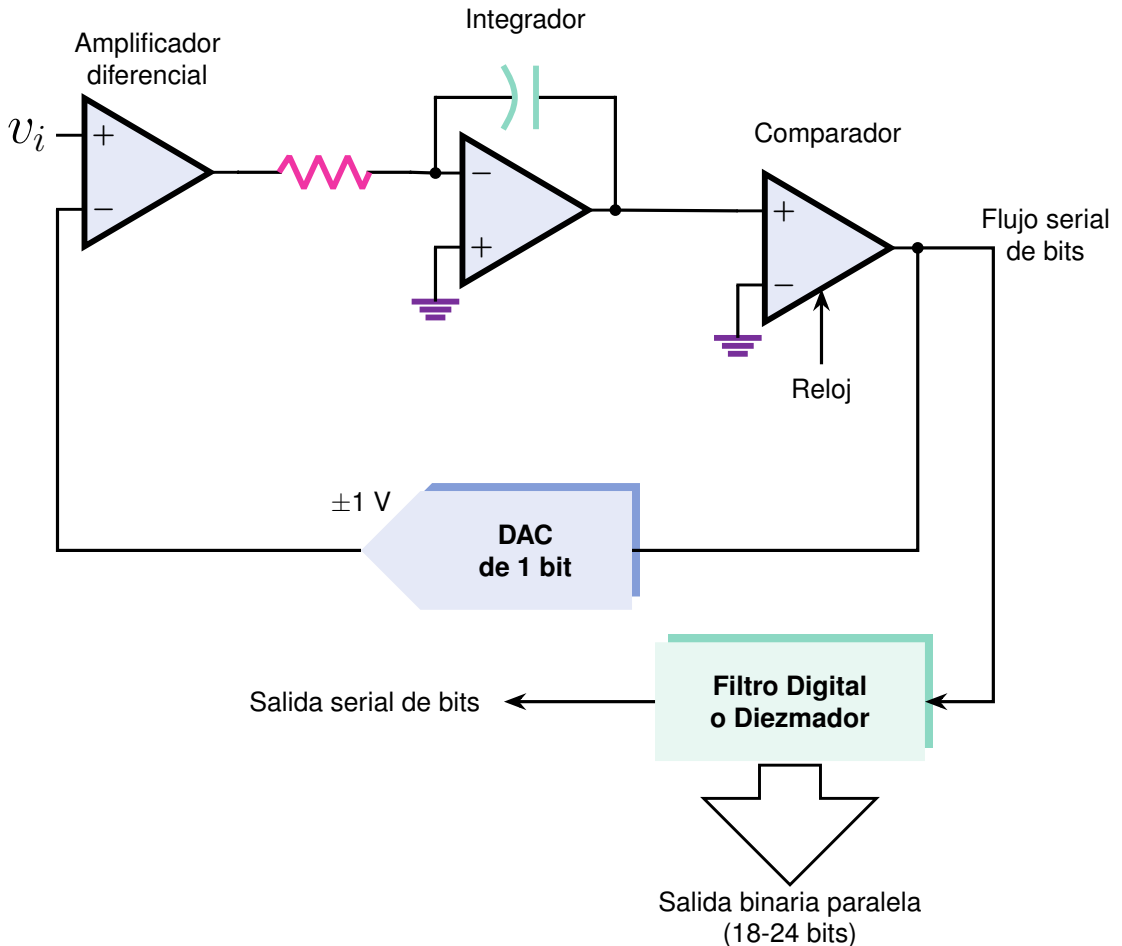 Integrador
Amplificador
diferencial
v_i
+
−
−
+
Comparador
+
−
Flujo serial
de bits
Reloj
±1 V
DAC
de 1 bit
Filtro Digital
o Diezmador
Salida serial de bits
Salida binaria paralela
(18-24 bits)